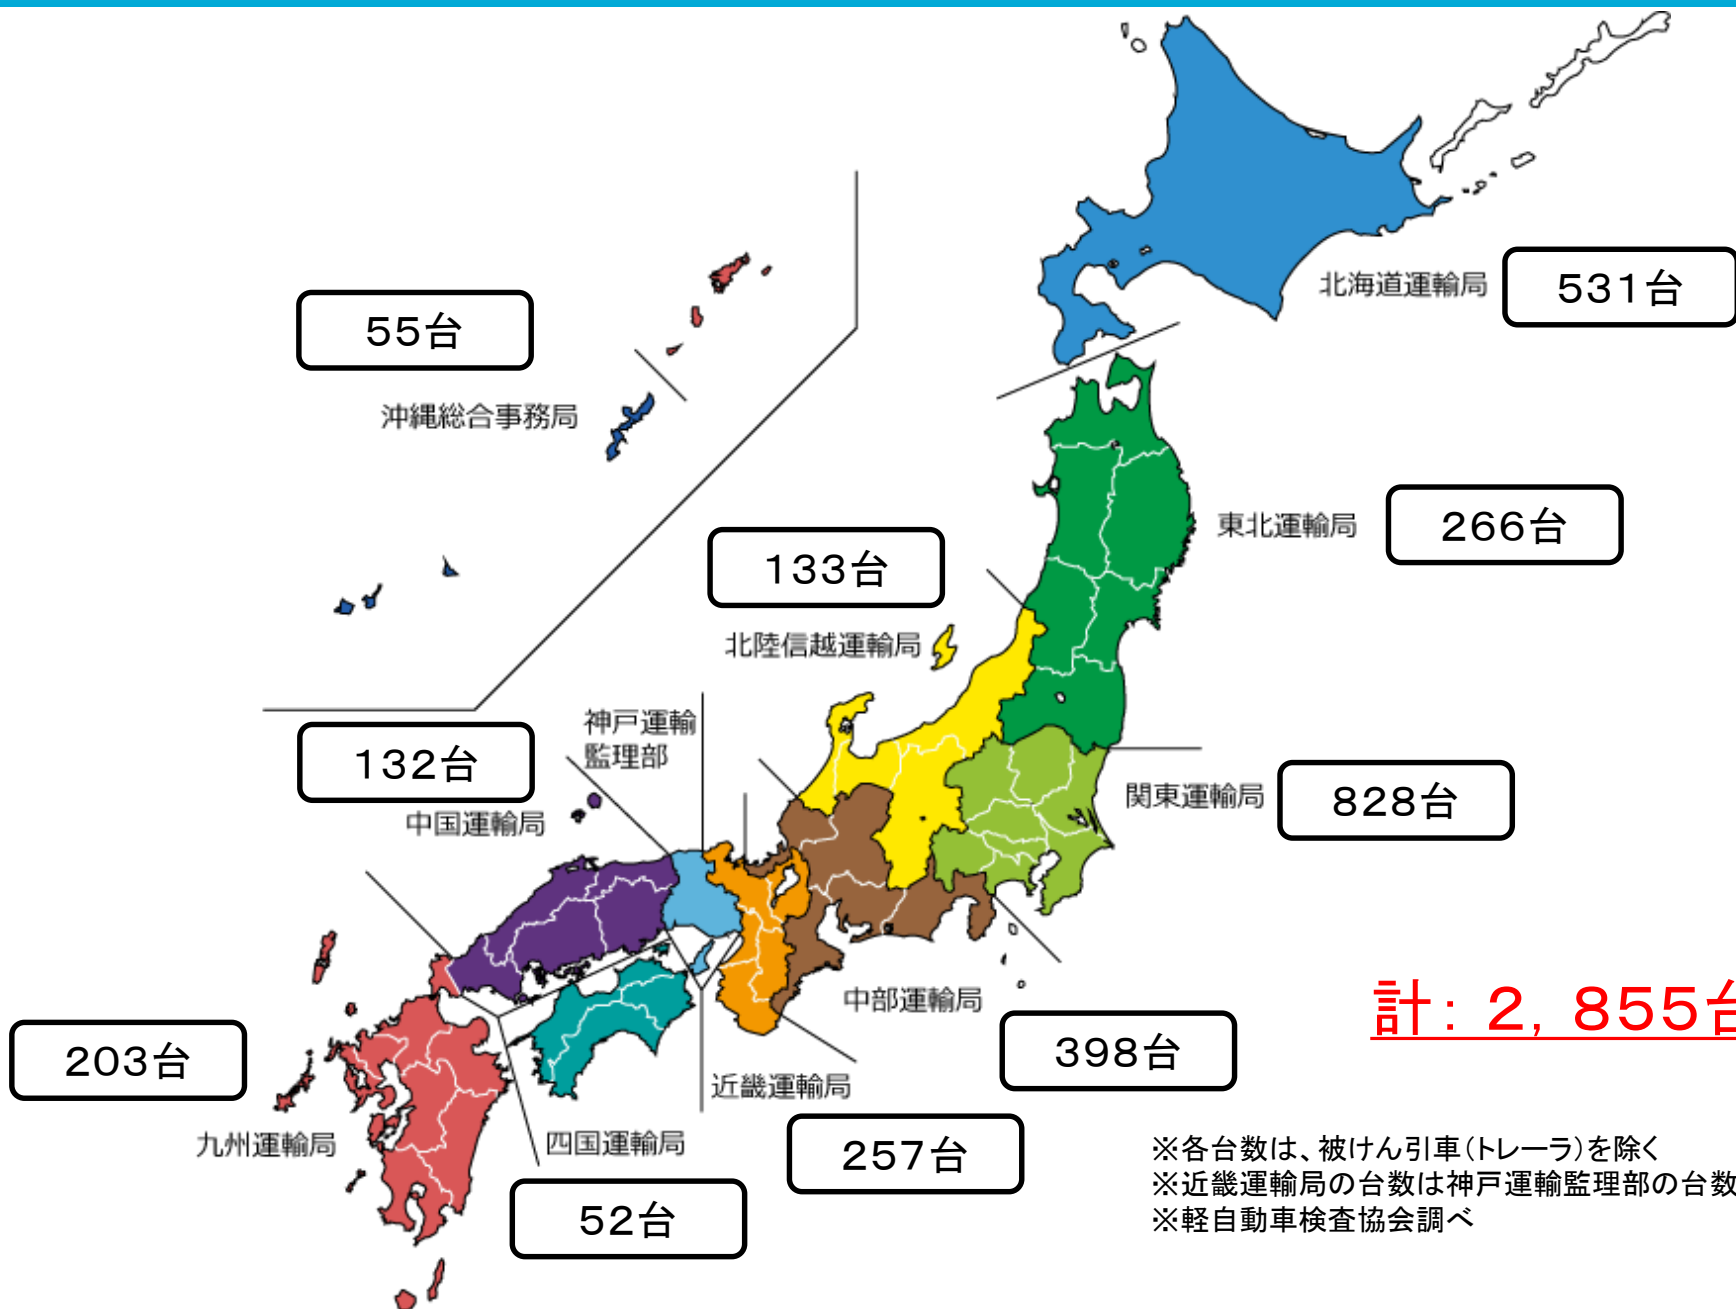 北海道運輸局
531台
55台
沖縄総合事務局
東北運輸局
266台
133台
北陸信越運輸局
神戸運輸
監理部
132台
中国運輸局
関東運輸局
828台
中部運輸局
398台
計：２，８５５台
203台
九州運輸局
近畿運輸局
257台
四国運輸局
52台
※各台数は、被けん引車（トレーラ）を除く
※近畿運輸局の台数は神戸運輸監理部の台数
※軽自動車検査協会調べ